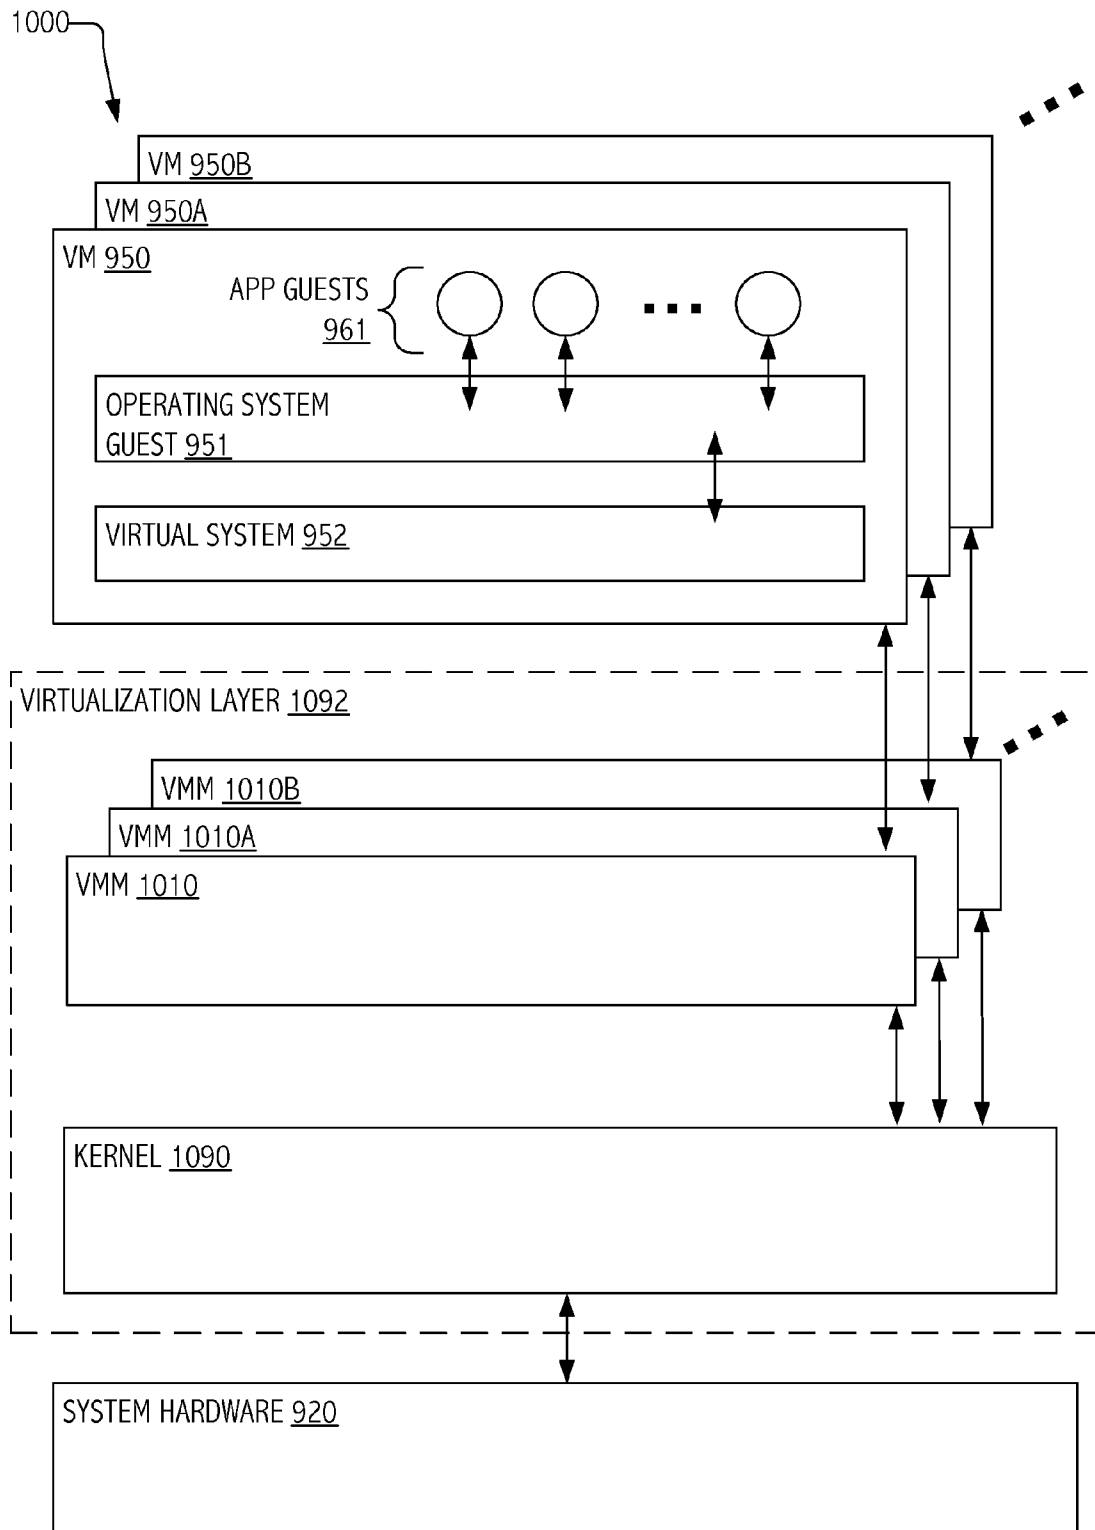 1000
VM 950B
VM 950A
VM 950
APP GUESTS
961
OPERATING SYSTEM
GUEST 951
VIRTUAL SYSTEM 952
VIRTUALIZATION LAYER 1092
VMM 1010B
VMM 1010A
VMM 1010
KERNEL 1090
SYSTEM HARDWARE 920